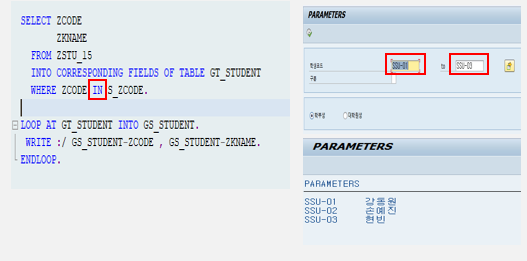 SELECT ZCODE
ZKNAME
FROM ZSTU_15
INTO CORRESPONDING FIELDS OF TABLE GT_STUDENT
WHERE ZCODE IN S_ZCODE.
LOOP AT GT_STUDENT INTO GS_STUDENT.
WRITE :/ GS_STUDENT-ZCODE , GS_STUDENT-ZKNAME.
ENDLOOP.
PARAMETERS
학생코드 SSU-01 to SSU-03
구분
학부생 대학원생
PARAMETERS
PARAMETERS
SSU-01 강동원
SSU-02 손예진
SSU-03 현빈